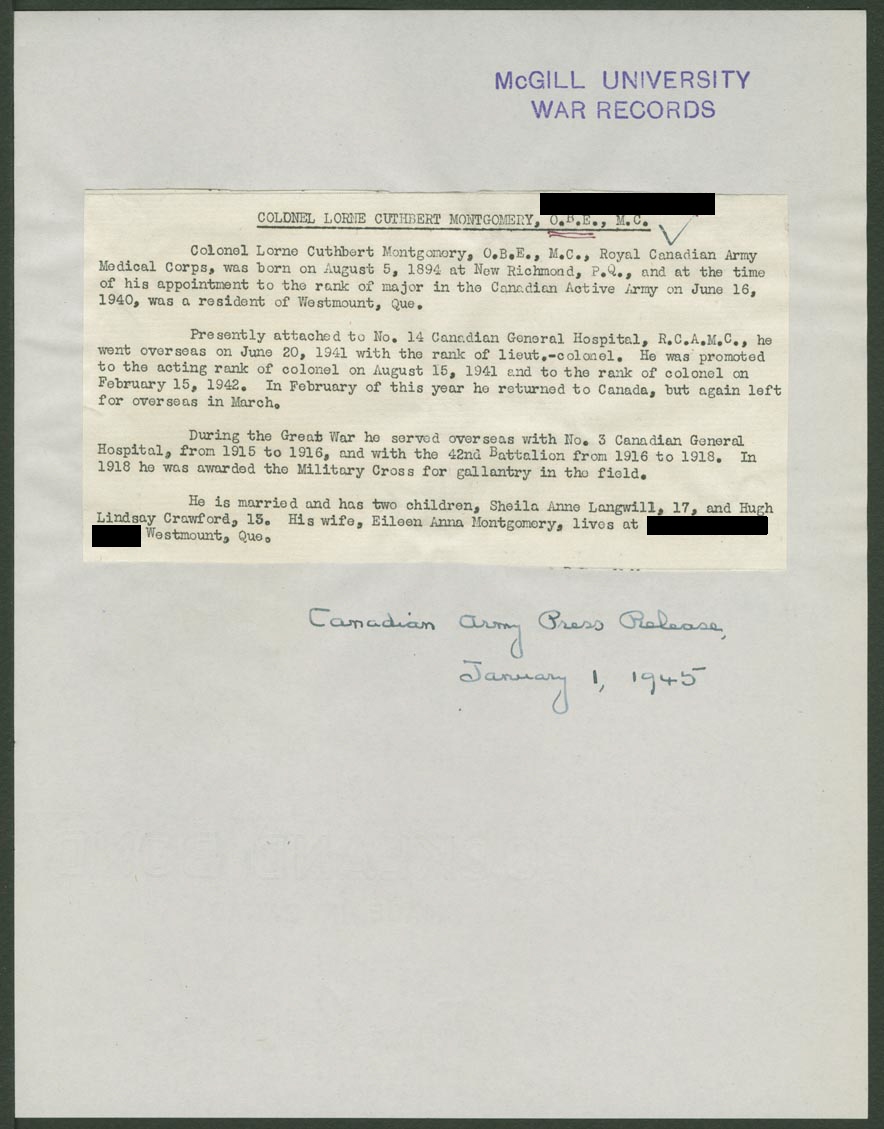 McGILL UNIVERSITY
WAR RECORDS
COLONEL LORNE CUTHBERT MONTGOMERY, O.B.E., M.C.
Colonel Lorne Cuthbert Montgomery, O.B.E., M.C., Royal Canadian Army
Medical Corps, was born on August 5, 1894 at New Richmond, P.Q., and at the time
of his appointment to the rank of major in the Canadian Active Army on June 16,
1940, was a resident of Westmount, Que.
Presently attached to No. 14 Canadian General Hospital, R.C.A.M.C., he
went overseas on June 20, 1941 with the rank of lieut.-colonel. He was promoted
to the acting rank of colonel on August 15, 1941 and to the rank of colonel on
February 15, 1942. In February of this year he returned to Canada, but again left
for overseas in March.
During the Great War he served overseas with No. 3 Canadian General
Hospital, from 1915 to 1916, and with the 42nd Battalion from 1916 to 1918. In
1918 he was awarded the Military Cross for gallantry in the field.
He is married and has two children, Sheila Anne Langwill, 17, and Hugh
Lindsay Crawford, 13. His wife, Eileen Anna Montgomery, lives at
Westmount, Que.
Canadian Army Press Release,
January 1, 1945